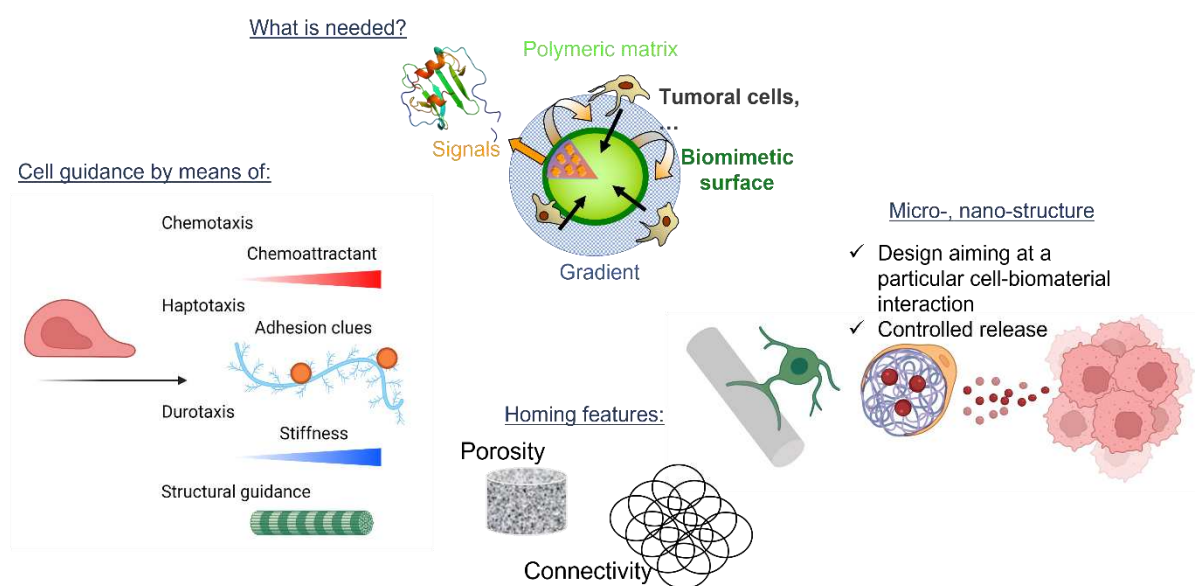 What is needed?
Polymeric matrix
Tumoral cells,
...
Signals
Biomimetic
surface
Gradient
Cell guidance by means of:
Chemotaxis
Chemoattractant
Haptotaxis
Adhesion clues
Durotaxis
Stiffness
Structural guidance
Homing features:
Porosity
Connectivity
Micro-, nano-structure
✓ Design aiming at a
particular cell-biomaterial
interaction
✓ Controlled release